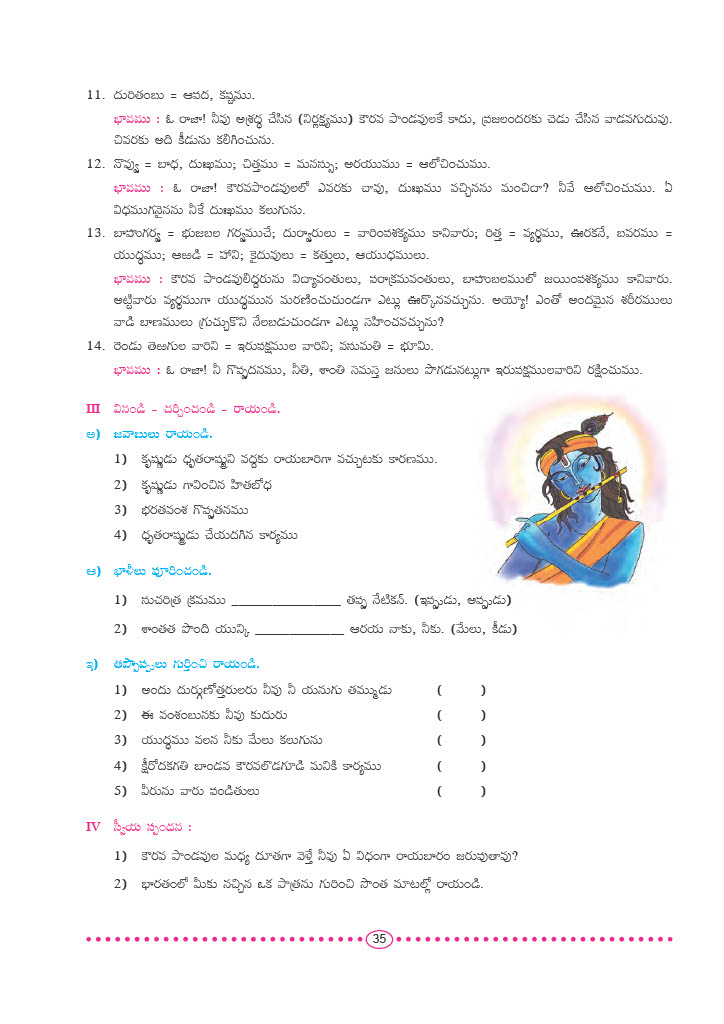 11. దురితంబు = ఆపద, కష్టము.
భావము : ఓ రాజా! నీవు అశ్రద్ధ చేసిన (నిర్లక్ష్యము) కౌరవ పాండవులకే కాదు, ప్రజలందరకు చెడు చేసిన వాడవగుదువు.
చివరకు అది కీడును కలిగించును.
12. నొవ్వు = బాధ, దుఃఖము; చిత్తము = మనస్సు; అరయుము = ఆలోచించుము.
భావము : ఓ రాజా! కౌరవపాండవులలో ఎవరకు చావు, దుఃఖము వచ్చినను మంచిదా? నీవే ఆలోచించుము. ఏ
విధముగనైనను నీకే దుఃఖము కలుగును.
13. బాహుగర్వ = భుజబల గర్వముచే; దుర్వారులు = వారింపశక్యము కానివారు; రిత్త = వ్యర్థము, ఊరకనే, బవరము =
యుద్ధము; ఆఱడి = హాని; కైదువులు = కత్తులు, ఆయుధములు.
భావము : కౌరవ పాండవులిద్దరును విద్యావంతులు, పరాక్రమవంతులు, బాహుబలములో జయింపశక్యము కానివారు.
అట్టివారు వ్యర్థముగా యుద్ధమున మరణించుచుండగా ఎట్లు ఊర్కొనవచ్చును. అయ్యో! ఎంతో అందమైన శరీరములు
వాడి బాణములు గ్రుచ్చుకొని నేలబడుచుండగా ఎట్లు సహించవచ్చును?
14. రెండు తెఱగుల వారిని = ఇరుపక్షముల వారిని; వసుమతి = భూమి.
భావము : ఓ రాజా! నీ గొప్పదనము, నీతి, శాంతి సమస్త జనులు పొగడునట్లుగా ఇరుపక్షములవారిని రక్షించుము.
III వినండి – చర్చించండి – రాయండి.
అ) జవాబులు రాయండి.
1) కృష్ణుడు ధృతరాష్ట్రుని వద్దకు రాయబారిగా వచ్చుటకు కారణము.
2) కృష్ణుడు గావించిన హితబోధ
3) భరతవంశ గొప్పతనము
4) ధృతరాష్ట్రుడు చేయదగిన కార్యము
ఆ) ఖాళీలు పూరించండి.
1) సుచరిత్ర క్రమము ________________ తప్ప నేటికన్. (ఇప్పుడు, అప్పుడు)
2) శాంతత పొంది యున్కి _____________ ఆరయ నాకు, నీకు. (మేలు, కీడు)
ఇ) తప్పొప్పులు గుర్తించి రాయండి.
1) అందు దుర్గుణోత్తరులరు నీవు నీ యనుగు తమ్ముడు ( )
2) ఈ వంశంబునకు నీవు కుదురు ( )
3) యుద్ధము వలన నీకు మేలు కలుగును ( )
4) క్షీరోదకగతి బాండవ కౌరవలొడగూడి మనికి కార్యము ( )
5) వీరును వారు పండితులు ( )
IV స్వీయ స్పందన :
1) కౌరవ పాండవుల మధ్య దూతగా వెళ్తే నీవు ఏ విధంగా రాయబారం జరుపుతావు?
2) భారతంలో మీకు నచ్చిన ఒక పాత్రను గురించి సొంత మాటల్లో రాయండి.
35